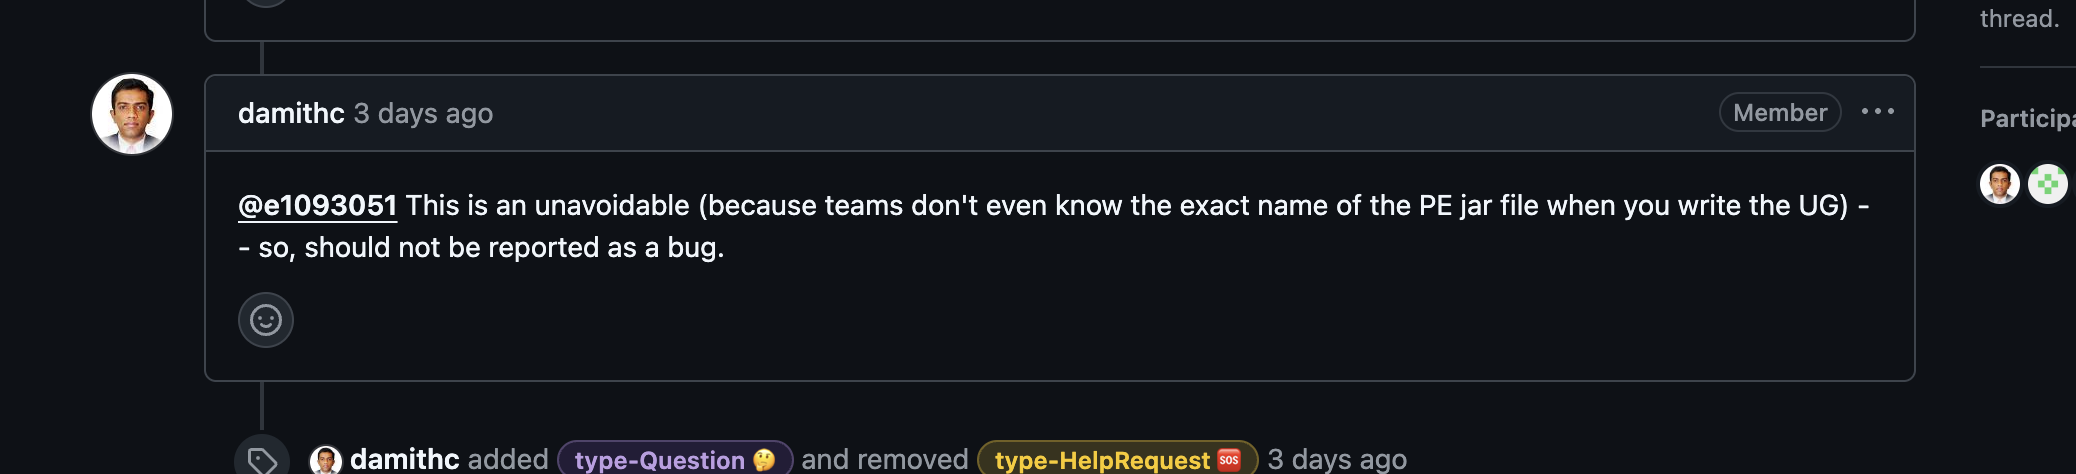 thread.
damithc 3 days ago
Member
@e1093051 This is an unavoidable (because teams don't even know the exact name of the PE jar file when you write the UG) -
- so, should not be reported as a bug.
damithc added type-Question 🤔 and removed type-HelpRequest 🆘 3 days ago